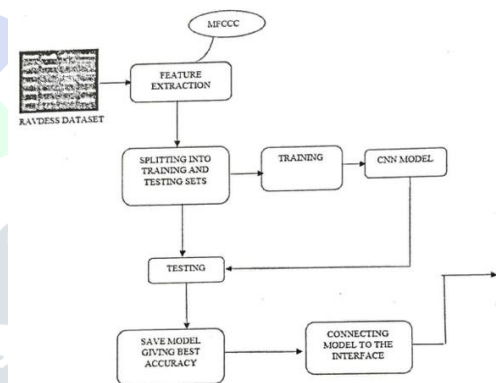 MFCCC
FEATURE
EXTRACTION
RAVDESS DATASET
SPLITTING INTO
TRAINING AND
TESTING SETS
TRAINING
CNN MODEL
TESTING
SAVE MODEL
GIVING BEST
ACCURACY
CONNECTING
MODEL TO THE
INTERFACE